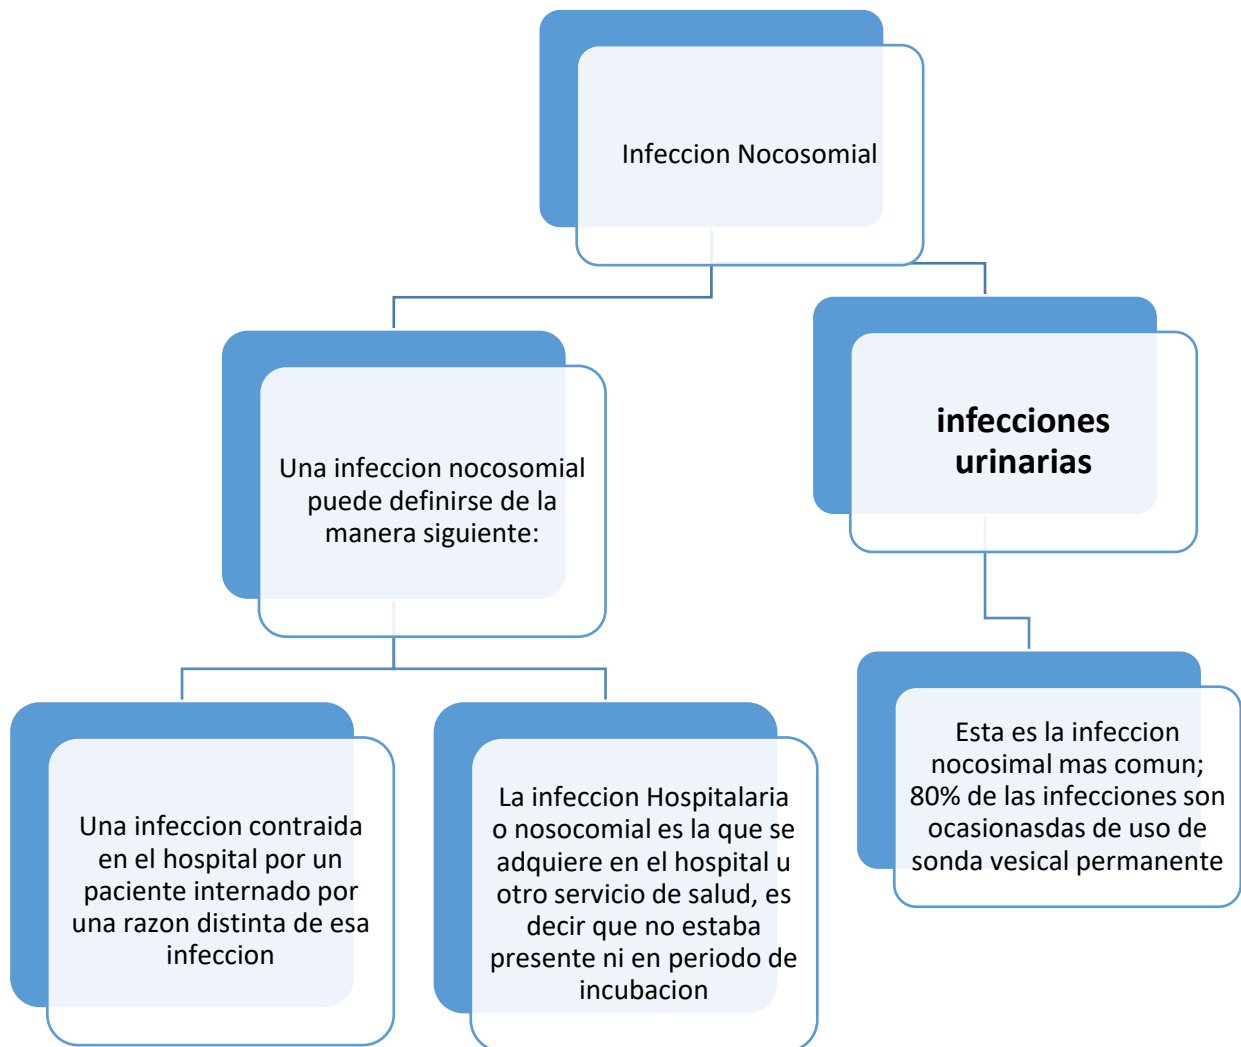 Infeccion Nocosomial
Una infeccion nocosomial
puede definirse de la
manera siguiente:
infecciones
urinarias
Una infeccion contraida
en el hospital por un
paciente internado por
una razon distinta de esa
infeccion
La infeccion Hospitalaria
o nosocomial es la que se
adquiere en el hospital u
otro servicio de salud, es
decir que no estaba
presente ni en periodo de
incubacion
Esta es la infeccion
nocosimal mas comun;
80% de las infecciones son
ocasionasdas de uso de
sonda vesical permanente